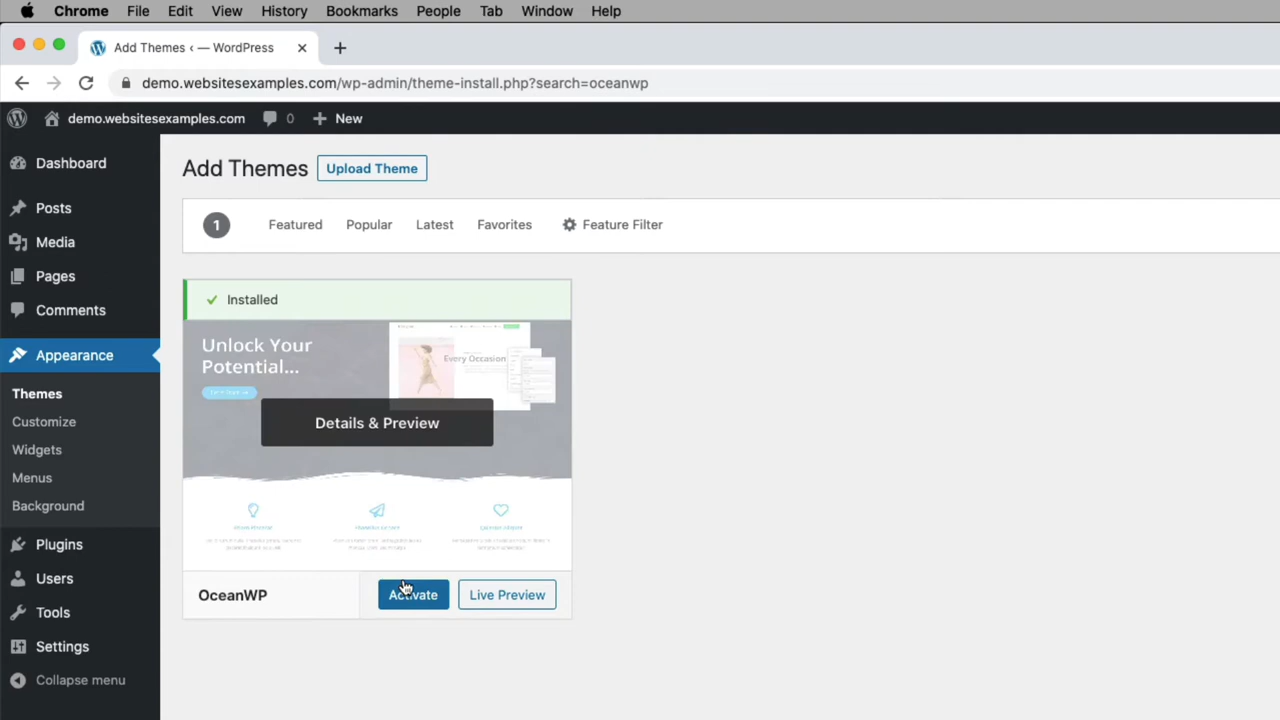 Chrome File Edit View History Bookmarks People Tab Window Help
Add Themes ‹ — WordPress
demo.websitesexamples.com/wp-admin/theme-install.php?search=oceanwp
demo.websitesexamples.com 0 New
Dashboard
Posts
Media
Pages
Comments
Appearance
Themes
Customize
Widgets
Menus
Background
Plugins
Users
Tools
Settings
Collapse menu
Add Themes Upload Theme
1 Featured Popular Latest Favorites Feature Filter
Installed
Unlock Your
Potential...
Every Occasion
Details & Preview
OceanWP Activate Live Preview